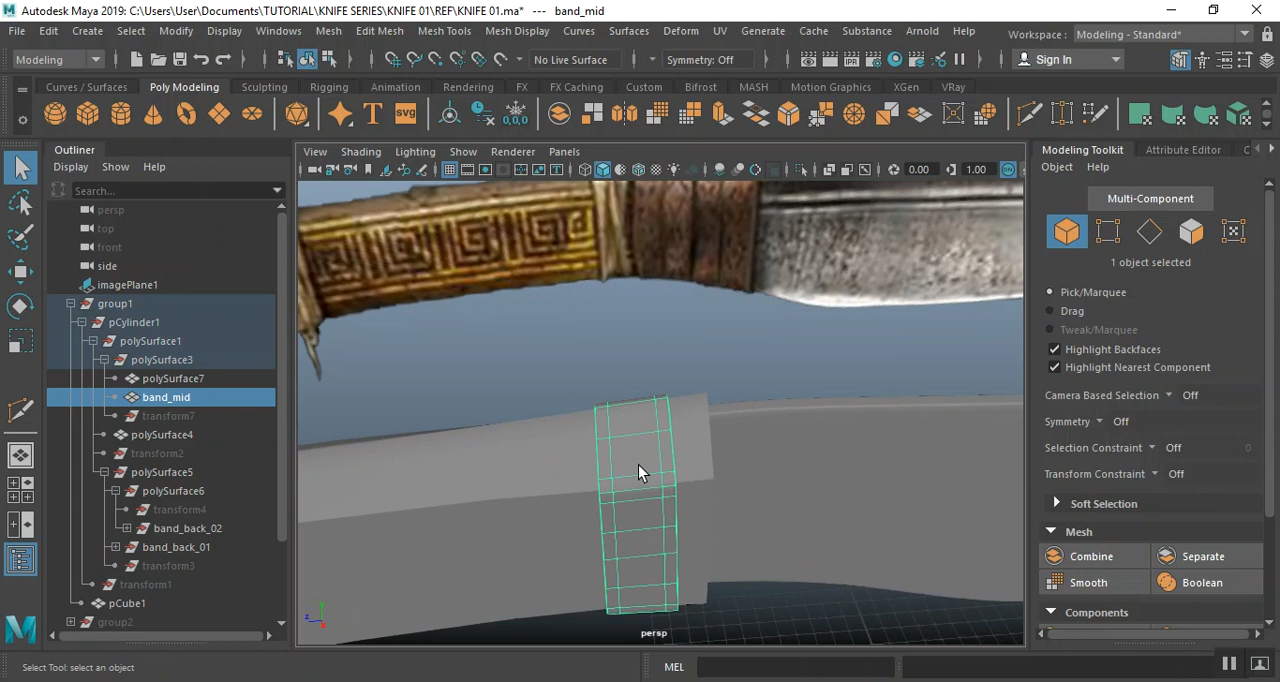 Autodesk Maya 2019: C:\Users\User\Documents\TUTORIAL\KNIFE SERIES\KNIFE 01\REF\KNIFE 01.ma* --- band_mid
File Edit Create Select Modify Display Windows Mesh Edit Mesh Mesh Tools Mesh Display Curves Surfaces Deform UV Generate Cache Substance Arnold Help Workspace : Modeling - Standard*
Modeling No Live Surface Symmetry: Off Sign In
Curves / Surfaces Poly Modeling Sculpting Rigging Animation Rendering FX FX Caching Custom Bifrost MASH Motion Graphics XGen VRay
SVG 0,0,0
Outliner
Display Show Help
Search...
persp
top
front
side
imagePlane1
group1
pCylinder1
polySurface1
polySurface3
polySurface7
band_mid
transform7
polySurface4
transform2
polySurface5
polySurface6
transform4
band_back_02
band_back_01
transform3
transform1
pCube1
group2
View Shading Lighting Show Renderer Panels
0.00 1.00
persp
Modeling Toolkit Attribute Editor C
Object Help
Multi-Component
1 object selected
Pick/Marquee
Drag
Tweak/Marquee
Highlight Backfaces
Highlight Nearest Component
Camera Based Selection Off
Symmetry Off
Selection Constraint Off 0
Transform Constraint Off
Soft Selection
Mesh
Combine Separate
Smooth Boolean
Components
Select Tool: select an object
MEL